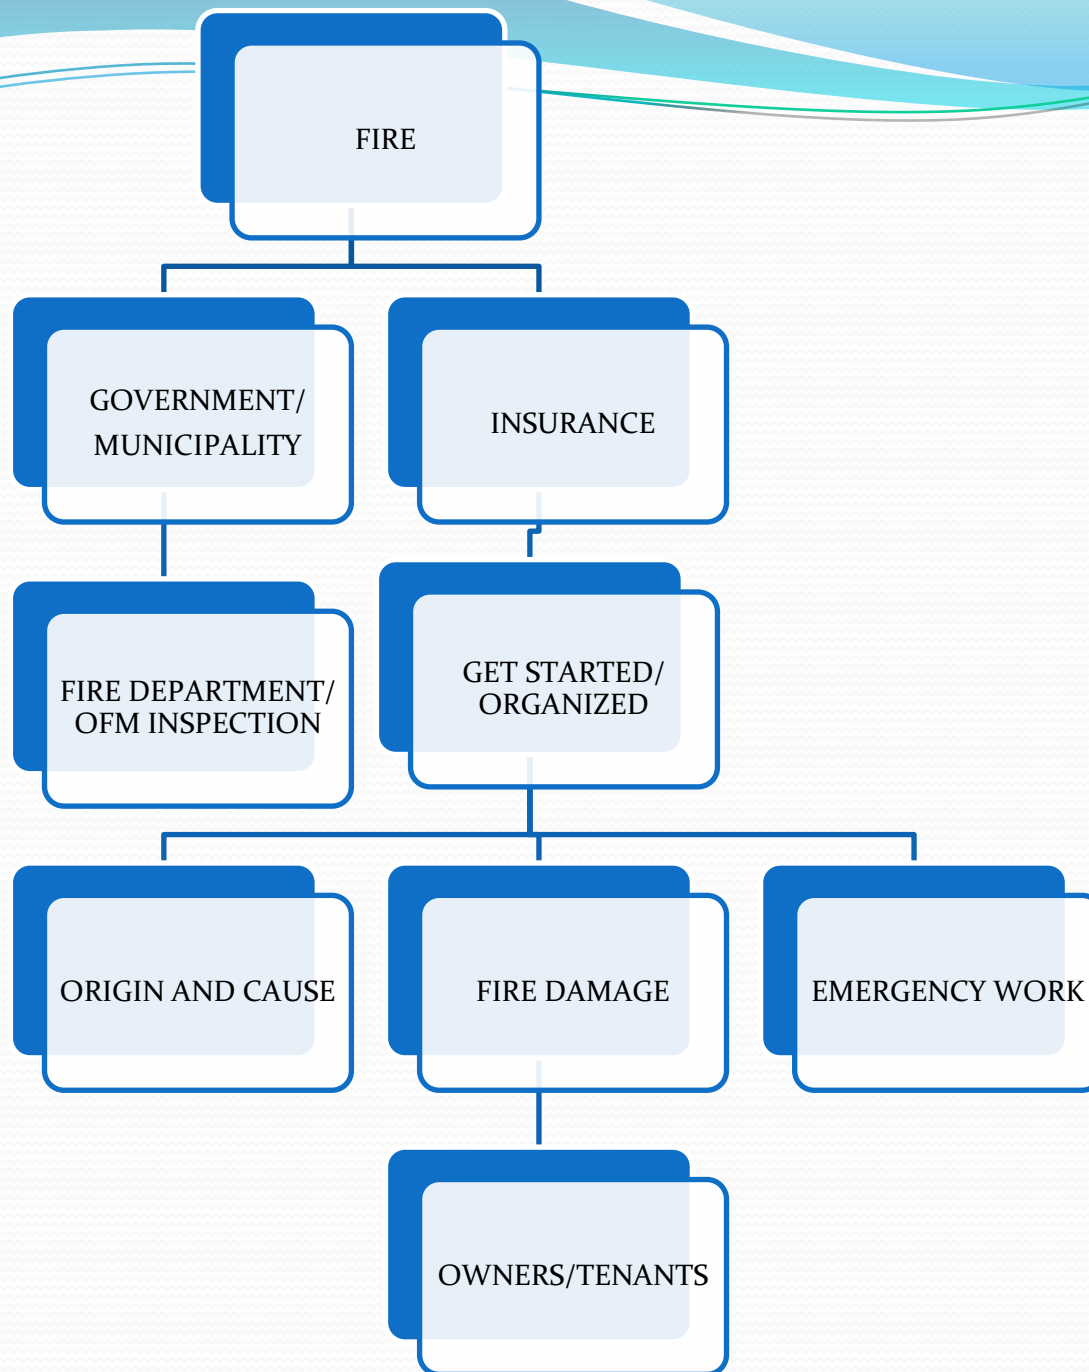 FIRE
GOVERNMENT/
MUNICIPALITY
INSURANCE
FIRE DEPARTMENT/
OFM INSPECTION
GET STARTED/
ORGANIZED
ORIGIN AND CAUSE
FIRE DAMAGE
EMERGENCY WORK
OWNERS/TENANTS